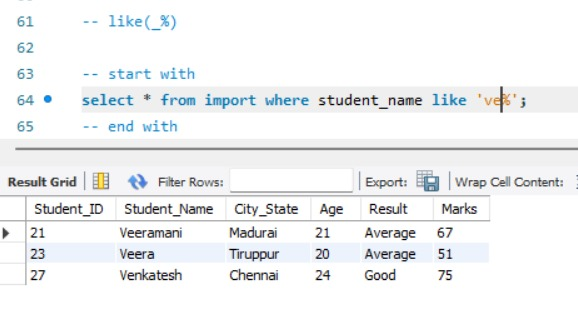 61 -- like(_%)
62
63 -- start with
64 select * from import where student_name like 've%';
65 -- end with
Result Grid Filter Rows: Export: Wrap Cell Content:
Student_ID Student_Name City_State Age Result Marks
21 Veeramani Madurai 21 Average 67
23 Veera Tiruppur 20 Average 51
27 Venkatesh Chennai 24 Good 75